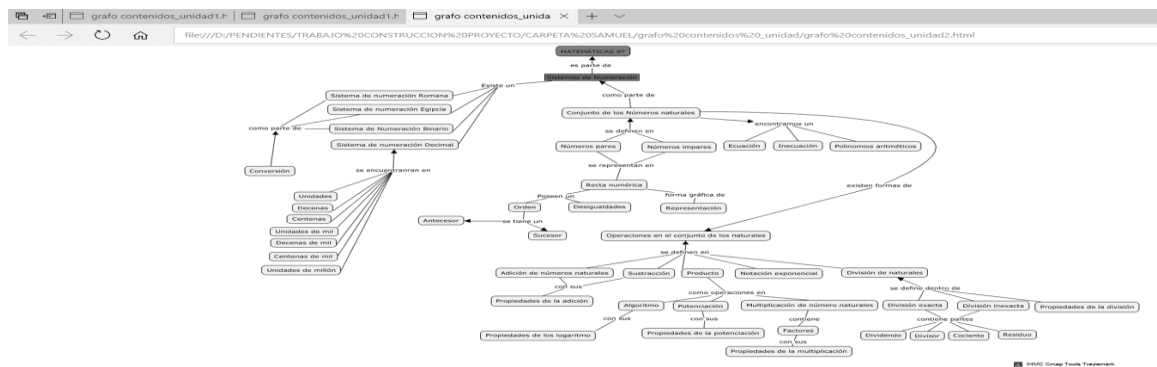 grafo contenidos_unidad1.h
grafo contenidos_unidad1.h
grafo contenidos_unida
file:///D:/PENDIENTES/TRABAJO%20CONSTRUCCION%20PROYECTO/CARPETA%20SAMUEL/grafo%20contenidos%20_unidad/grafo%20contenidos_unidad2.html
MATEMÁTICAS 6º
es parte de
Sistemas de Numeración
Existe un
como parte de
Sistema de numeración Romana
Sistema de numeración Egipcia
Sistema de Numeración Binario
Sistema de numeración Decimal
como parte de
Conversión
se encuentranran en
Unidades
Decenas
Centenas
Unidades de mil
Decenas de mil
Centenas de mil
Unidades de millón
Conjunto de los Números naturales
encontramos un
Ecuación
Inecuación
Polinomios aritméticos
se definen en
Números pares
Números impares
se representan en
Recta numérica
Poseen un
forma gráfica de
Orden
Desigualdades
Representación
se tiene un
Antecesor
Sucesor
existen formas de
Operaciones en el conjunto de los naturales
se definen en
Adición de números naturales
Sustracción
Producto
Notación exponencial
División de naturales
con sus
Propiedades de la adición
como operaciones en
Algoritmo
Potenciación
Multiplicación de número naturales
con sus
Propiedades de los logaritmo
con sus
Propiedades de la potenciación
contiene
Factores
con sus
Propiedades de la multiplicación
se define dentro de
División exacta
División inexacta
Propiedades de la división
contiene partes
Dividendo
Divisor
Cociente
Residuo
IHMC Cmap Tools Trademark